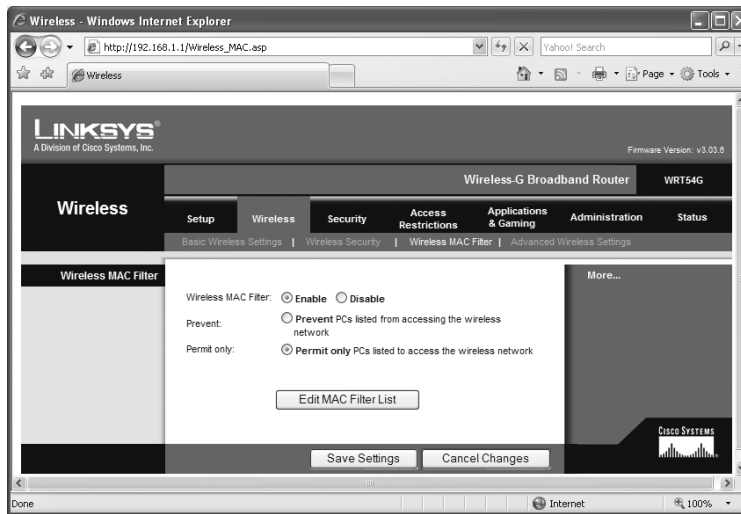 Wireless - Windows Internet Explorer
http://192.168.1.1/Wireless_MAC.asp
Yahoo! Search
Wireless
Page
Tools
LINKSYS®
A Division of Cisco Systems, Inc.
Firmware Version: v3.03.6
Wireless-G Broadband Router
WRT54G
Wireless
Setup
Wireless
Security
Access Restrictions
Applications & Gaming
Administration
Status
Basic Wireless Settings | Wireless Security | Wireless MAC Filter | Advanced Wireless Settings
Wireless MAC Filter
Wireless MAC Filter: Enable Disable
Prevent: Prevent PCs listed from accessing the wireless
network
Permit only: Permit only PCs listed to access the wireless network
More...
Edit MAC Filter List
CISCO SYSTEMS
Save Settings
Cancel Changes
Done
Internet
100%